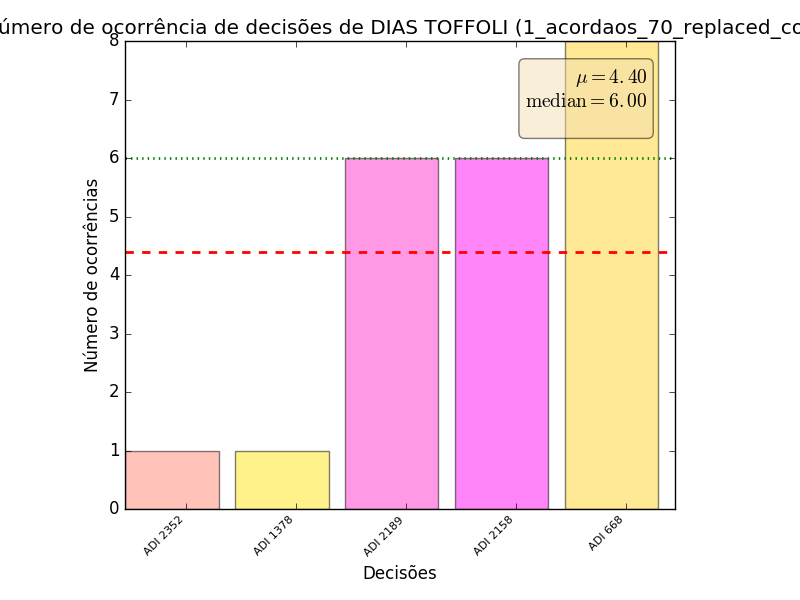 úmero de ocorrência de decisões de DIAS TOFFOLI (1_acordaos_70_replaced_co
μ = 4.40
median = 6.00
8
7
6
5
4
3
2
1
0
Número de ocorrências
ADI 2352
ADI 1378
ADI 2189
ADI 2158
ADI 668
Decisões